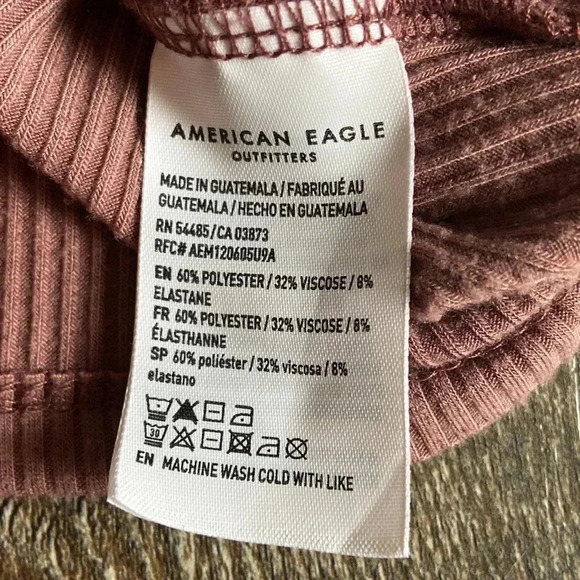 AMERICAN EAGLE
OUTFITTERS
MADE IN GUATEMALA / FABRIQUÉ AU
GUATEMALA / HECHO EN GUATEMALA
RN 54485 / CA 03873
RFC# AEM120605U9A
EN 60% POLYESTER / 32% VISCOSE / 8%
ELASTANE
FR 60% POLYESTER / 32% VISCOSE / 8%
ÉLASTHANNE
SP 60% poliéster / 32% viscosa / 8%
elastano
30
EN MACHINE WASH COLD WITH LIKE